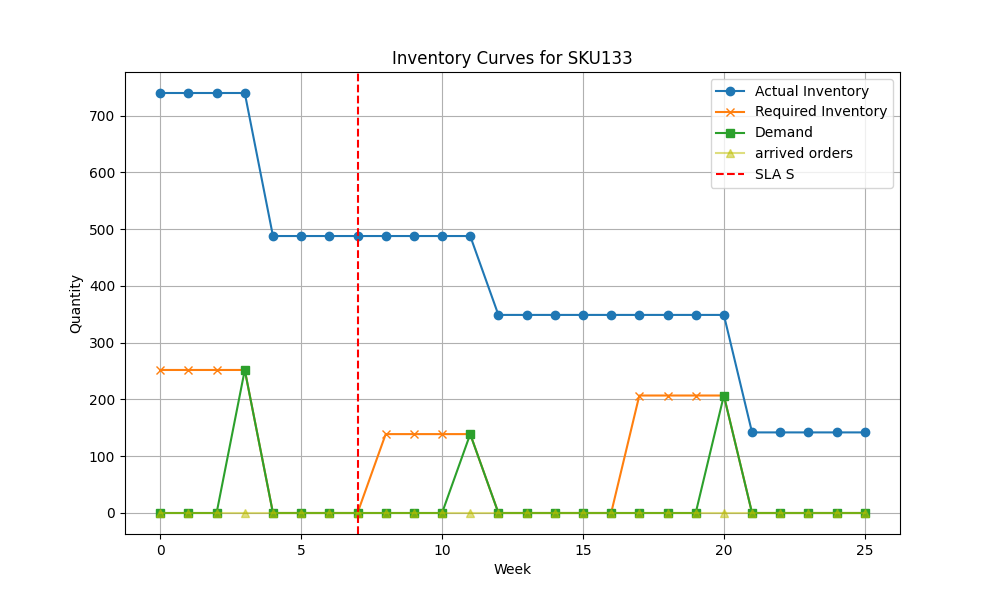 Inventory Curves for SKU133
Actual Inventory
Required Inventory
Demand
arrived orders
SLA S
Quantity
700
600
500
400
300
200
100
0
0 5 10 15 20 25
Week